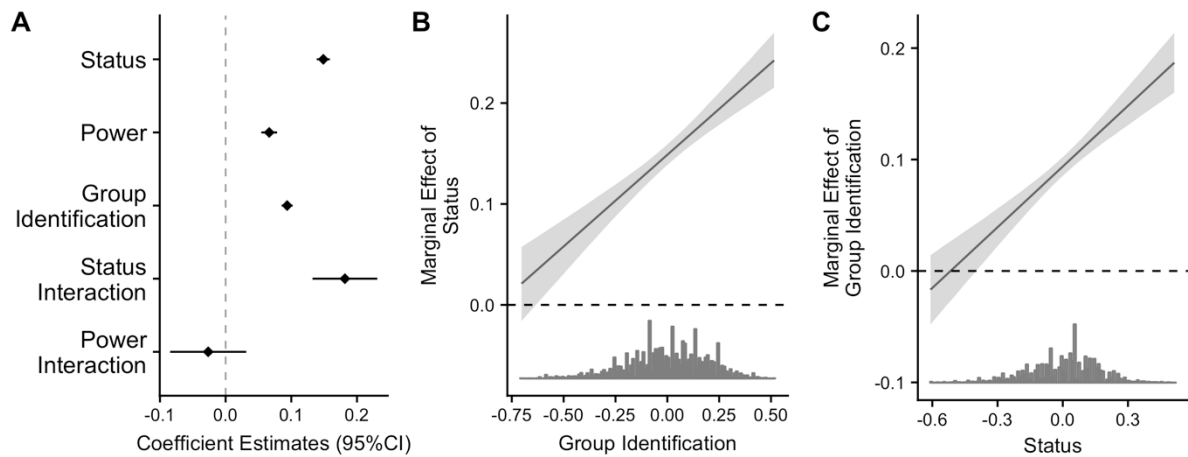 A
Status
Power
Group
Identification
Status
Interaction
Power
Interaction
-0.1
0.0
0.1
0.2
Coefficient Estimates (95%CI)
B
Marginal Effect of
Status
0.2
0.1
0.0
-0.75
-0.50
-0.25
0.00
0.25
0.50
Group Identification
C
Marginal Effect of
Group Identification
0.2
0.1
0.0
-0.1
-0.6
-0.3
0.0
0.3
Status